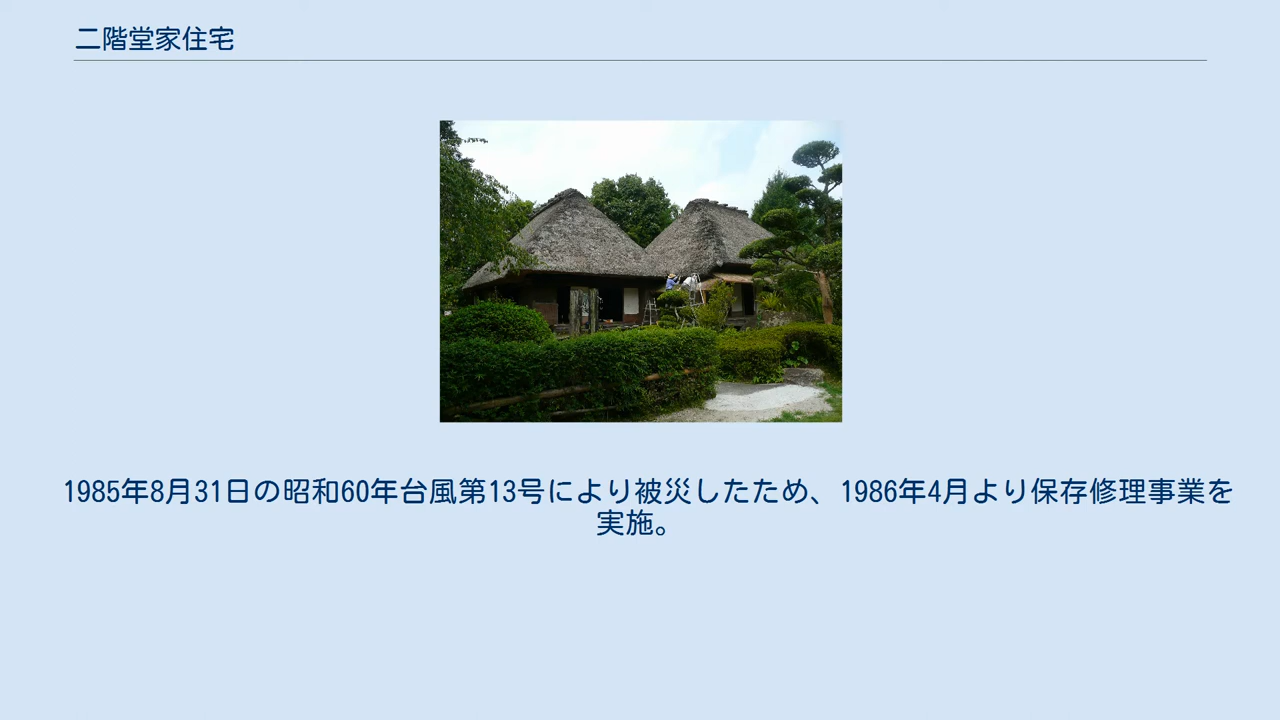 二階堂家住宅
1985年8月31日の昭和60年台風第13号により被災したため、1986年4月より保存修理事業を
実施。